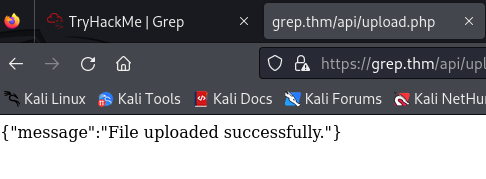 TryHackMe | Grep
grep.thm/api/upload.php
https://grep.thm/api/upl
Kali Linux Kali Tools Kali Docs Kali Forums Kali NetHun
{"message":"File uploaded successfully."}